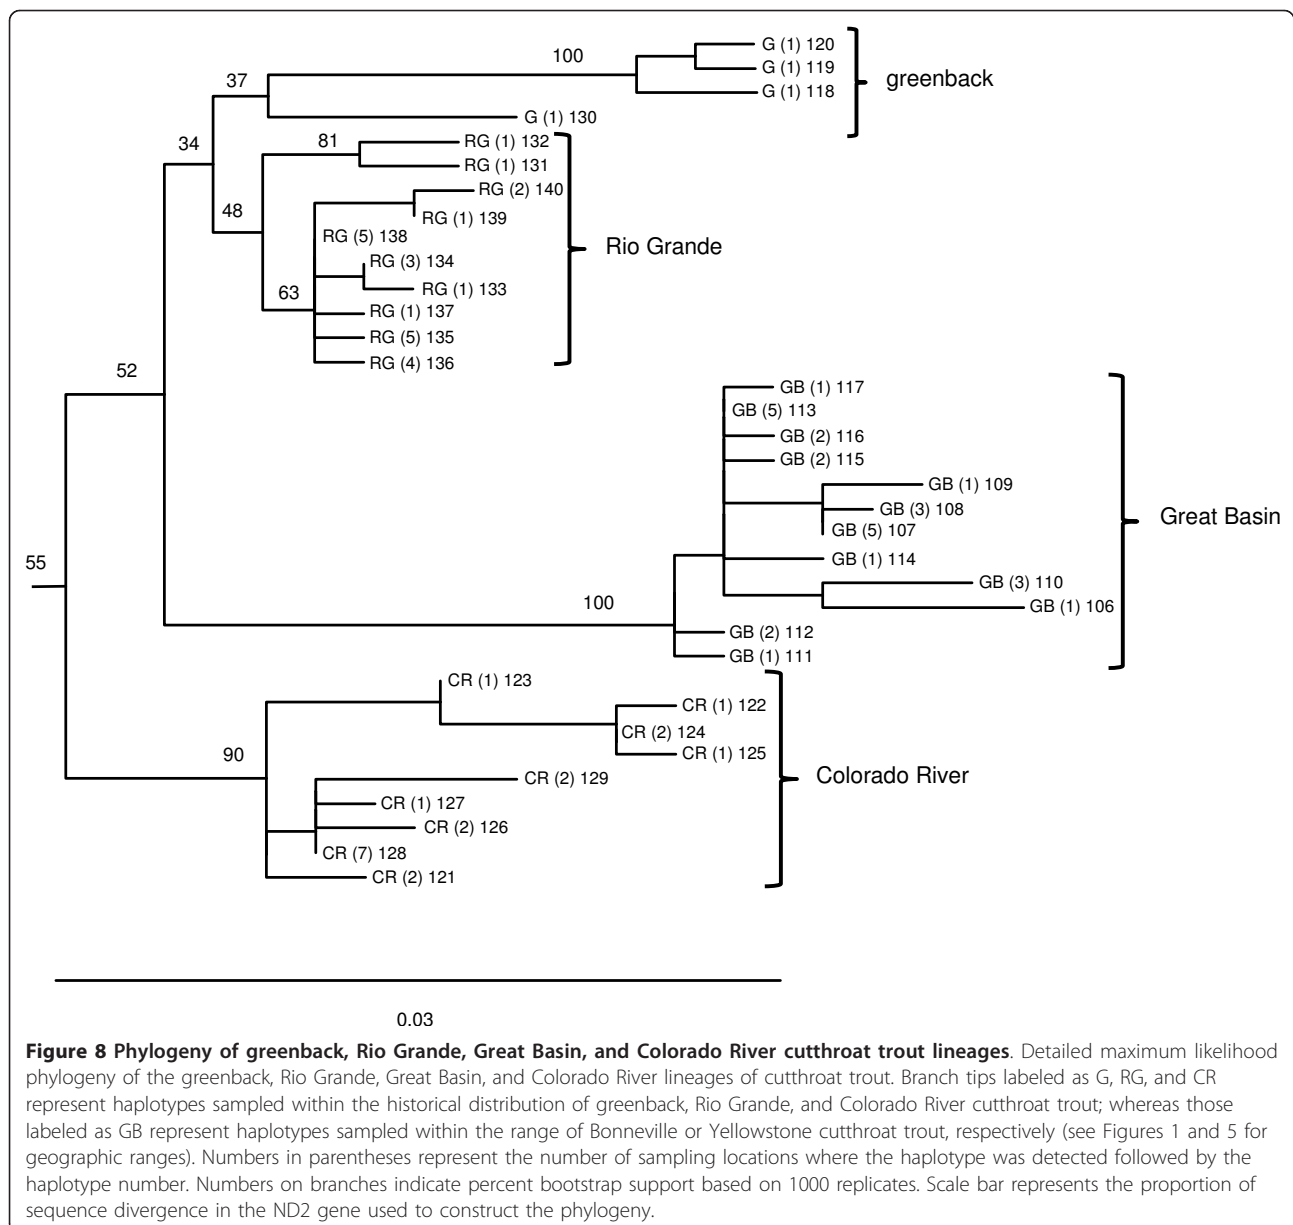 100
G (1) 120
G (1) 119
G (1) 118
greenback
37
G (1) 130
34
81
RG (1) 132
RG (1) 131
RG (2) 140
48
RG (1) 139
RG (5) 138
Rio Grande
RG (3) 134
63
RG (1) 133
RG (1) 137
RG (5) 135
RG (4) 136
52
GB (1) 117
GB (5) 113
GB (2) 116
GB (2) 115
GB (1) 109
GB (3) 108
Great Basin
GB (5) 107
55
GB (1) 114
GB (3) 110
100
GB (1) 106
GB (2) 112
GB (1) 111
CR (1) 123
CR (1) 122
CR (2) 124
90
CR (1) 125
Colorado River
CR (2) 129
CR (1) 127
CR (2) 126
CR (7) 128
CR (2) 121
0.03
Figure 8 Phylogeny of greenback, Rio Grande, Great Basin, and Colorado River cutthroat trout lineages. Detailed maximum likelihood
phylogeny of the greenback, Rio Grande, Great Basin, and Colorado River lineages of cutthroat trout. Branch tips labeled as G, RG, and CR
represent haplotypes sampled within the historical distribution of greenback, Rio Grande, and Colorado River cutthroat trout; whereas those
labeled as GB represent haplotypes sampled within the range of Bonneville or Yellowstone cutthroat trout, respectively (see Figures 1 and 5 for
geographic ranges). Numbers in parentheses represent the number of sampling locations where the haplotype was detected followed by the
haplotype number. Numbers on branches indicate percent bootstrap support based on 1000 replicates. Scale bar represents the proportion of
sequence divergence in the ND2 gene used to construct the phylogeny.